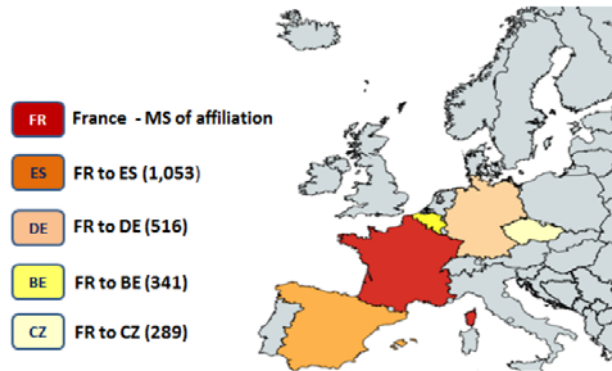 FR France - MS of affiliation
ES FR to ES (1,053)
DE FR to DE (516)
BE FR to BE (341)
CZ FR to CZ (289)